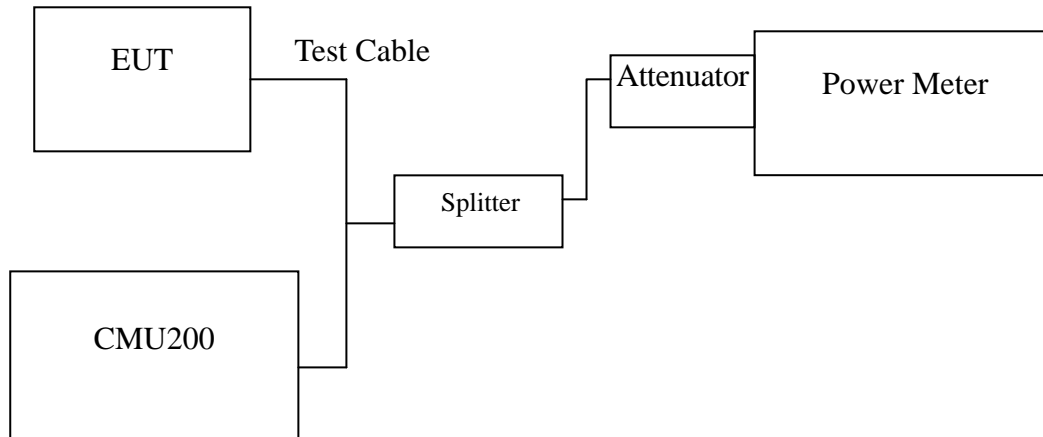 EUT
Test Cable
Attenuator
Power Meter
Splitter
CMU200